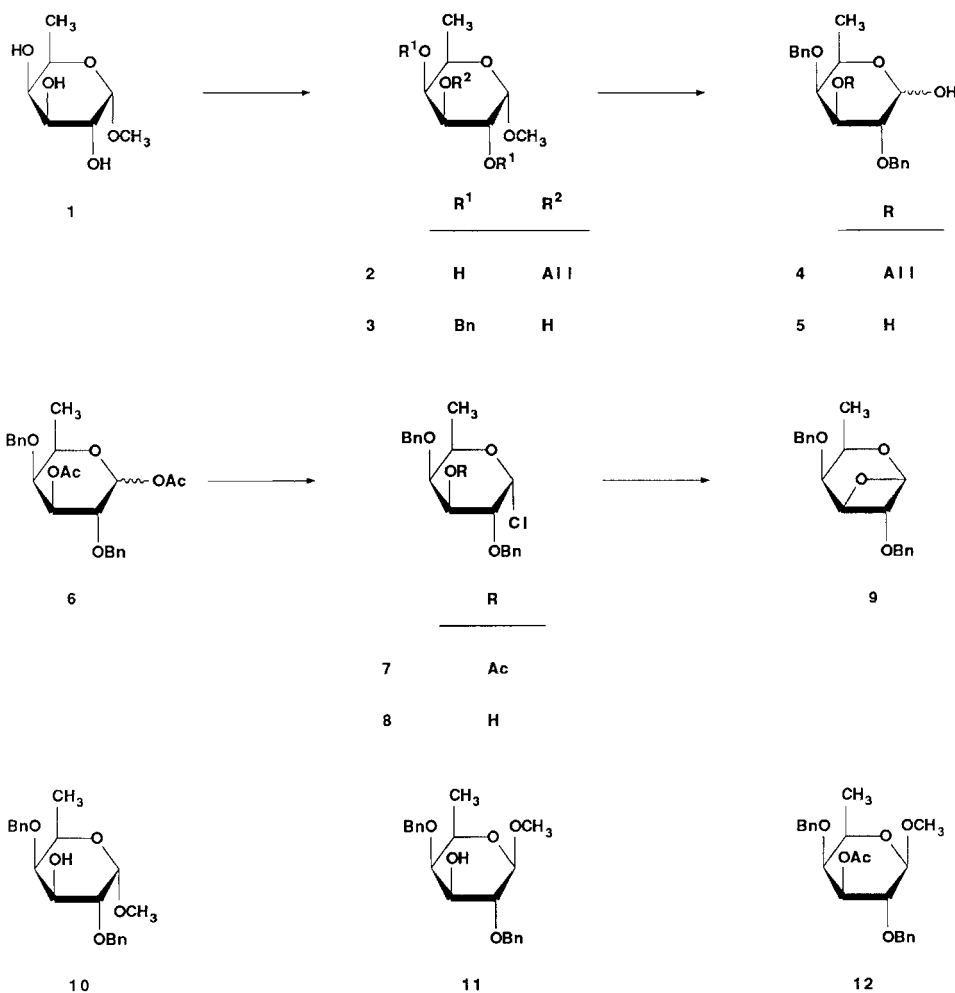 CH3 CH3 CH3
HO O R1O O BnO O
OH OR2 OR OH
OCH3 OCH3
OH OR1 OBn
1 R1 R2 R
2 H All 4 All
3 Bn H 5 H
CH3 CH3 CH3
BnO O BnO O BnO O
OAc OAc OR O
Cl
OBn OBn OBn
6 R 9
7 Ac
8 H
CH3 CH3 CH3
BnO O BnO O OCH3 BnO O OCH3
OH OH OAc
OCH3
OBn OBn OBn
10 11 12